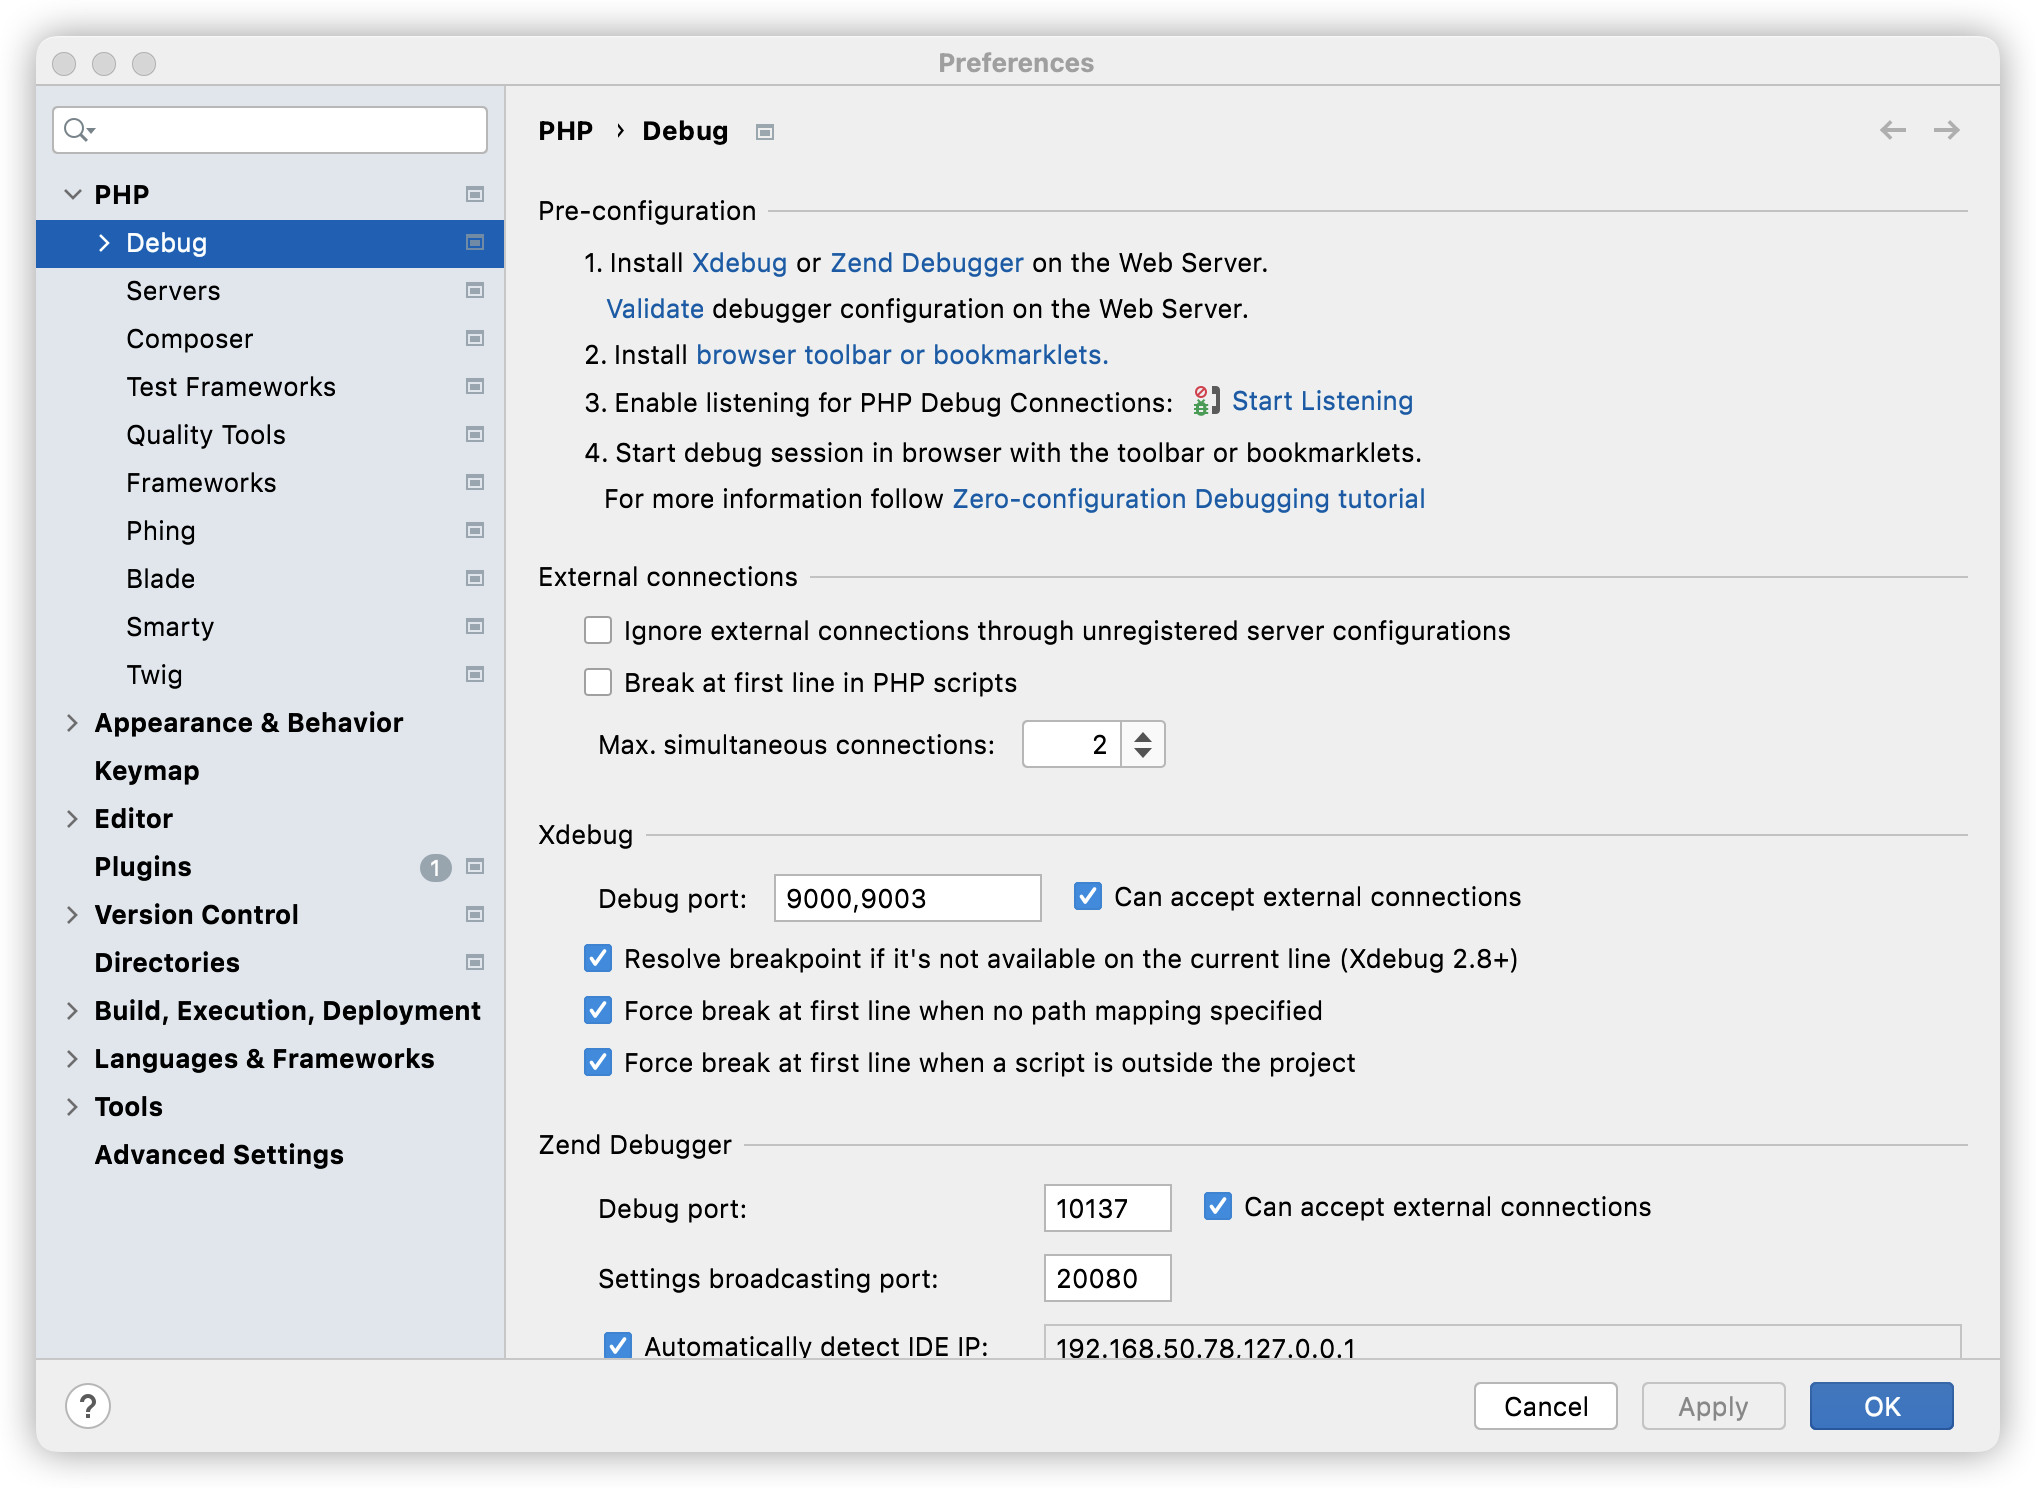 Preferences
PHP
Debug
Servers
Composer
Test Frameworks
Quality Tools
Frameworks
Phing
Blade
Smarty
Twig
Appearance & Behavior
Keymap
Editor
Plugins 1
Version Control
Directories
Build, Execution, Deployment
Languages & Frameworks
Tools
Advanced Settings
PHP › Debug
Pre-configuration
1. Install Xdebug or Zend Debugger on the Web Server.
Validate debugger configuration on the Web Server.
2. Install browser toolbar or bookmarklets.
3. Enable listening for PHP Debug Connections: Start Listening
4. Start debug session in browser with the toolbar or bookmarklets.
For more information follow Zero-configuration Debugging tutorial
External connections
Ignore external connections through unregistered server configurations
Break at first line in PHP scripts
Max. simultaneous connections: 2
Xdebug
Debug port: 9000,9003 Can accept external connections
Resolve breakpoint if it's not available on the current line (Xdebug 2.8+)
Force break at first line when no path mapping specified
Force break at first line when a script is outside the project
Zend Debugger
Debug port: 10137 Can accept external connections
Settings broadcasting port: 20080
Automatically detect IDE IP: 192.168.50.78,127.0.0.1
? Cancel Apply OK